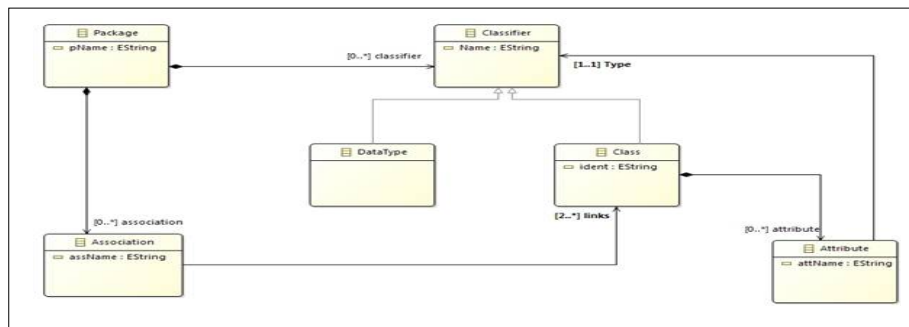 Package
pName : EString
[0..*] classifier
Classifier
Name : EString
[1..1] Type
DataType
Class
ident : EString
[2..*] links
[0..*] association
Association
assName : EString
[0..*] attribute
Attribute
attName : EString